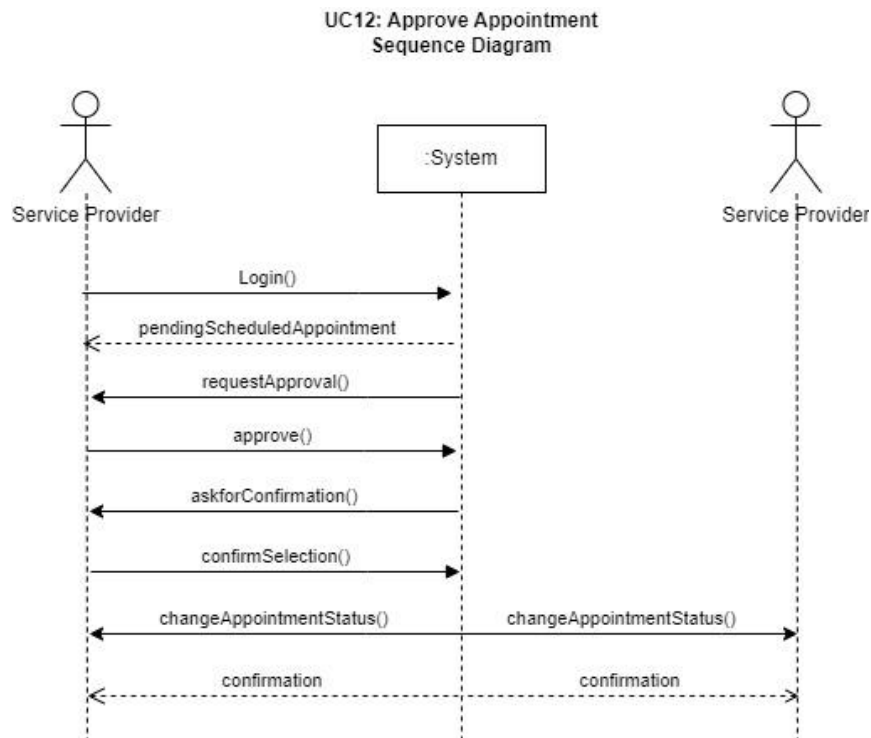 UC12: Approve Appointment
Sequence Diagram
:System
Service Provider
Service Provider
Login()
pendingScheduledAppointment
requestApproval()
approve()
askforConfirmation()
confirmSelection()
changeAppointmentStatus()
changeAppointmentStatus()
confirmation
confirmation